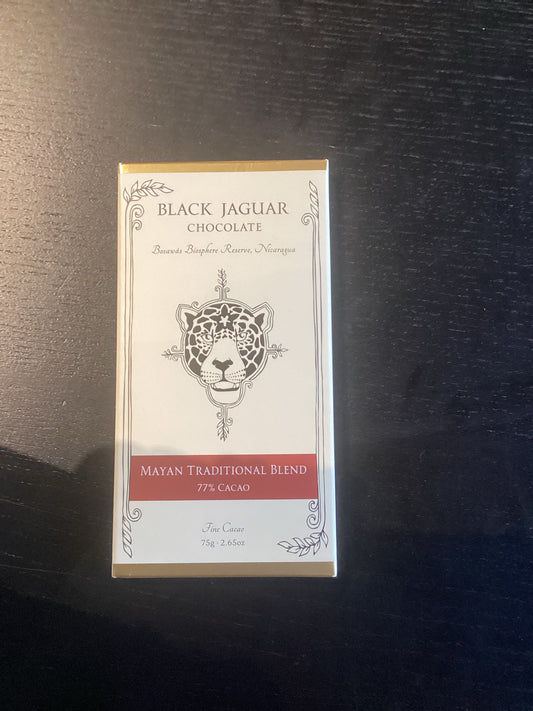 BLACK JAGUAR
CHOCOLATE
Bosawás Biosphere Reserve, Nicaragua
MAYAN TRADITIONAL BLEND
77% CACAO
Fine Cacao
75g - 2.65oz